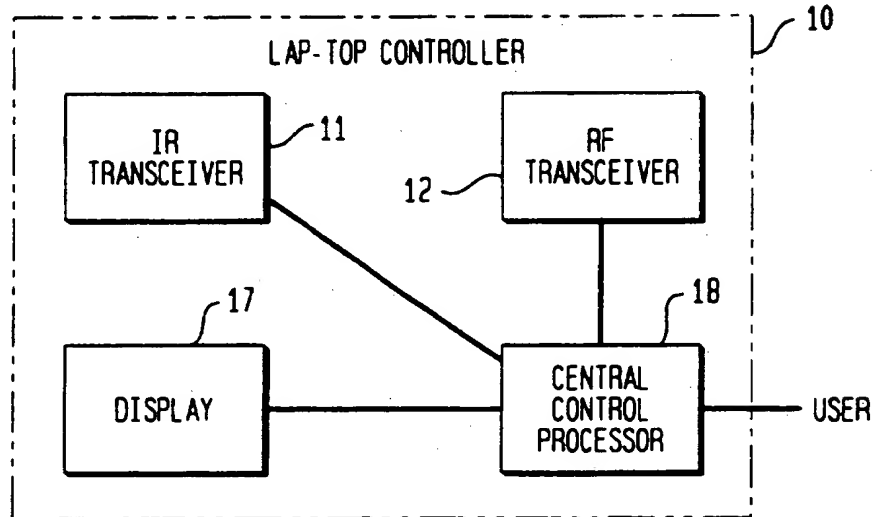 10
LAP-TOP CONTROLLER
IR
TRANSCEIVER
11
RF
TRANSCEIVER
12
17
18
DISPLAY
CENTRAL
CONTROL
PROCESSOR
USER